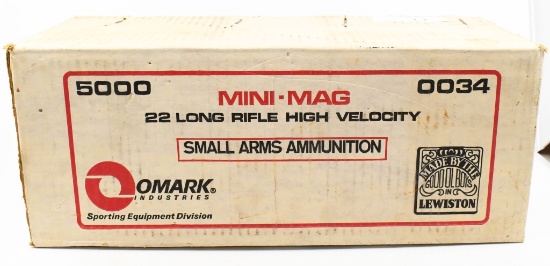 5000 0034
MINI-MAG
22 LONG RIFLE HIGH VELOCITY
SMALL ARMS AMMUNITION
OMARK®
INDUSTRIES
Sporting Equipment Division
MADE BY THE
GOOD OL BOYS
IN
LEWISTON